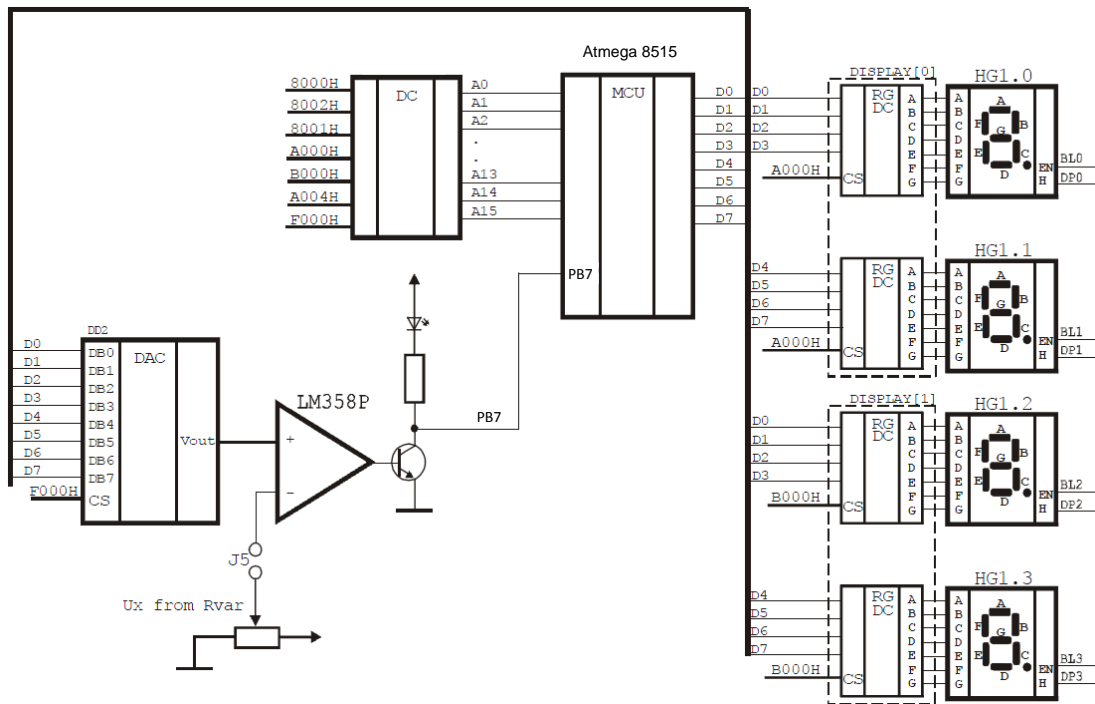 Atmega 8515
8000H
8002H
8001H
A000H
B000H
A004H
F000H
DC
A0
A1
A2
.
.
A13
A14
A15
MCU
PB7
D0
D1
D2
D3
D4
D5
D6
D7
D0
D1
D2
D3
DISPLAY[0]
A000H
CS
RG
DC
A
B
C
D
E
F
G
HG1.0
A
B
C
D
E
F
G
A
F
B
G
E
C
D
EN
H
BL0
DP0
D4
D5
D6
D7
A000H
CS
RG
DC
A
B
C
D
E
F
G
HG1.1
A
B
C
D
E
F
G
A
F
B
G
E
C
D
EN
H
BL1
DP1
DD2
D0
D1
D2
D3
D4
D5
D6
D7
F000H
DB0
DB1
DB2
DB3
DB4
DB5
DB6
DB7
CS
DAC
Vout
LM358P
+
−
PB7
J5
Ux from Rvar
DISPLAY[1]
D0
D1
D2
D3
B000H
CS
RG
DC
A
B
C
D
E
F
G
HG1.2
A
B
C
D
E
F
G
A
F
B
G
E
C
D
EN
H
BL2
DP2
D4
D5
D6
D7
B000H
CS
RG
DC
A
B
C
D
E
F
G
HG1.3
A
B
C
D
E
F
G
A
F
B
G
E
C
D
EN
H
BL3
DP3